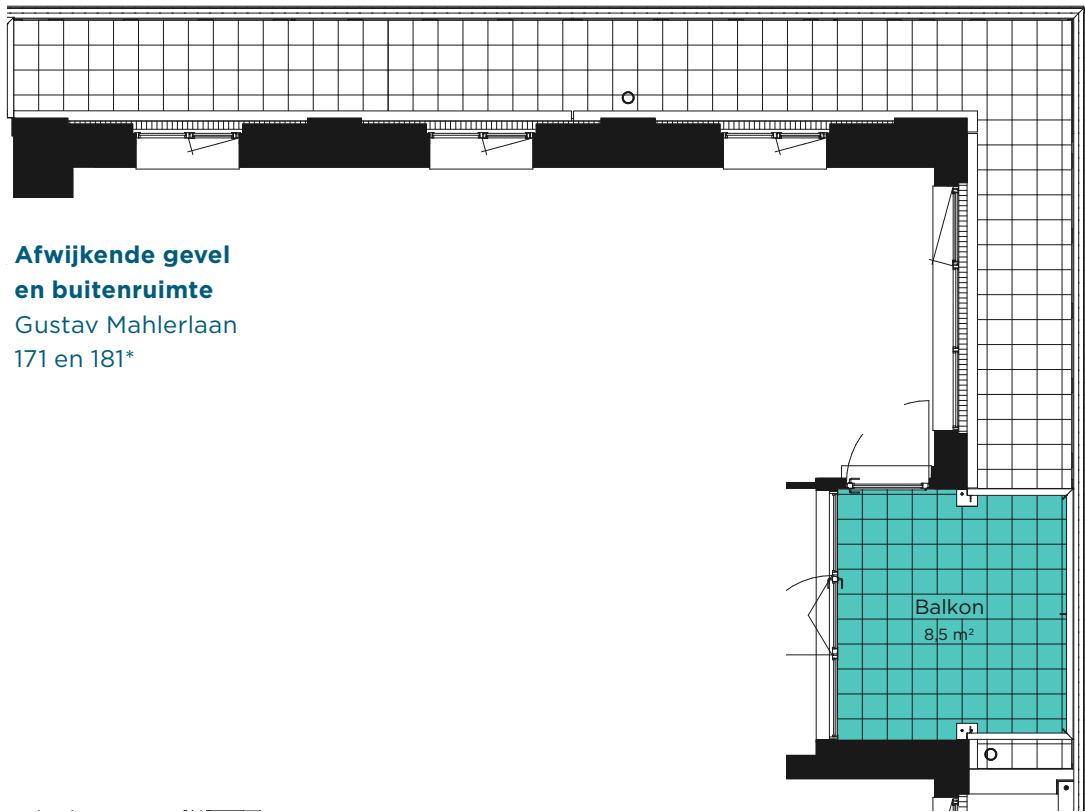 Afwijkende gevel
en buitenruimte
Gustav Mahlerlaan
171 en 181*
Balkon
8,5 m²